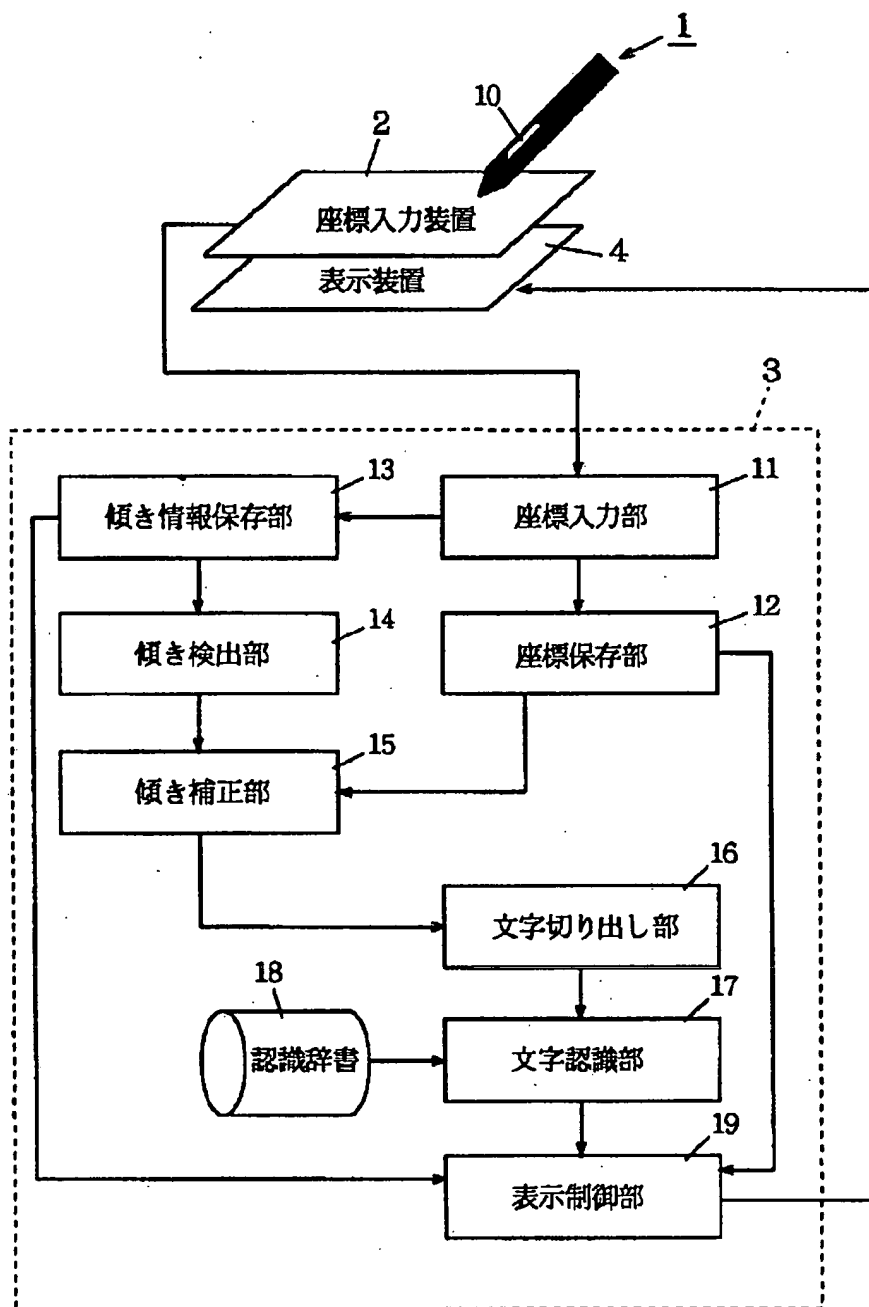 1
10
2
座標入力装置
4
表示装置
3
13
傾き情報保存部
11
座標入力部
14
傾き検出部
12
座標保存部
15
傾き補正部
16
文字切り出し部
18
認識辞書
17
文字認識部
19
表示制御部